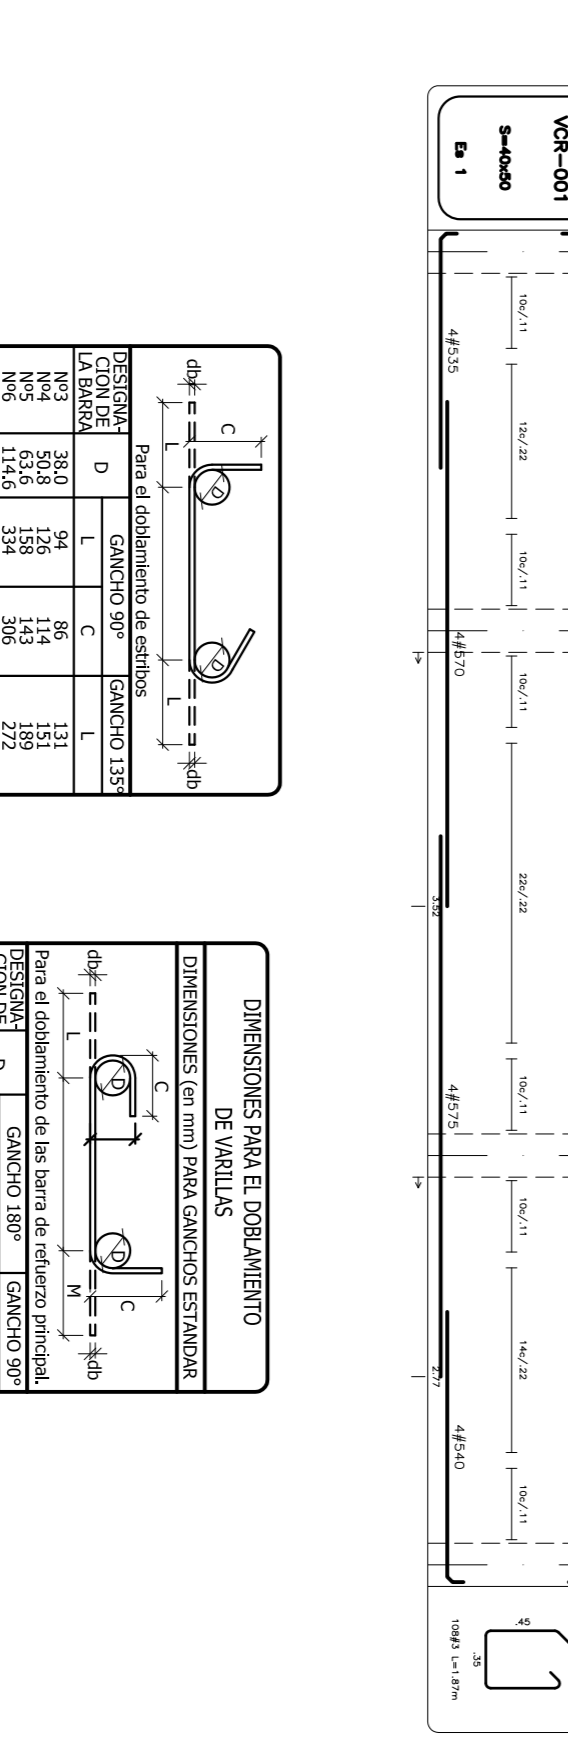 VCR-001
S=40x50
Es 1
10c/.11
12c/.22
10c/.11
10c/.11
22c/.22
10c/.11
10c/.11
14c/.22
10c/.11
4#535
4#570
4#575
4#540
3.52
2.77
.45
.35
108#3 L=1.87m
db
L
C
D
D
L
db
Para el doblamiento de estribos
DESIGNA-
CION DE
LA BARRA
D
GANCHO 90°
GANCHO 135°
L
C
L
Nº3 38.0 94 86 131
Nº4 50.8 126 114 151
Nº5 63.6 158 143 189
Nº6 114.6 334 306 272
DIMENSIONES PARA EL DOBLAMIENTO
DE VARILLAS
DIMENSIONES (en mm) PARA GANCHOS ESTANDAR
db
L
C
D
D
C
M
db
Para el doblamiento de las barra de refuerzo principal.
DESIGNA-
CION DE
D
GANCHO 180°
GANCHO 90°